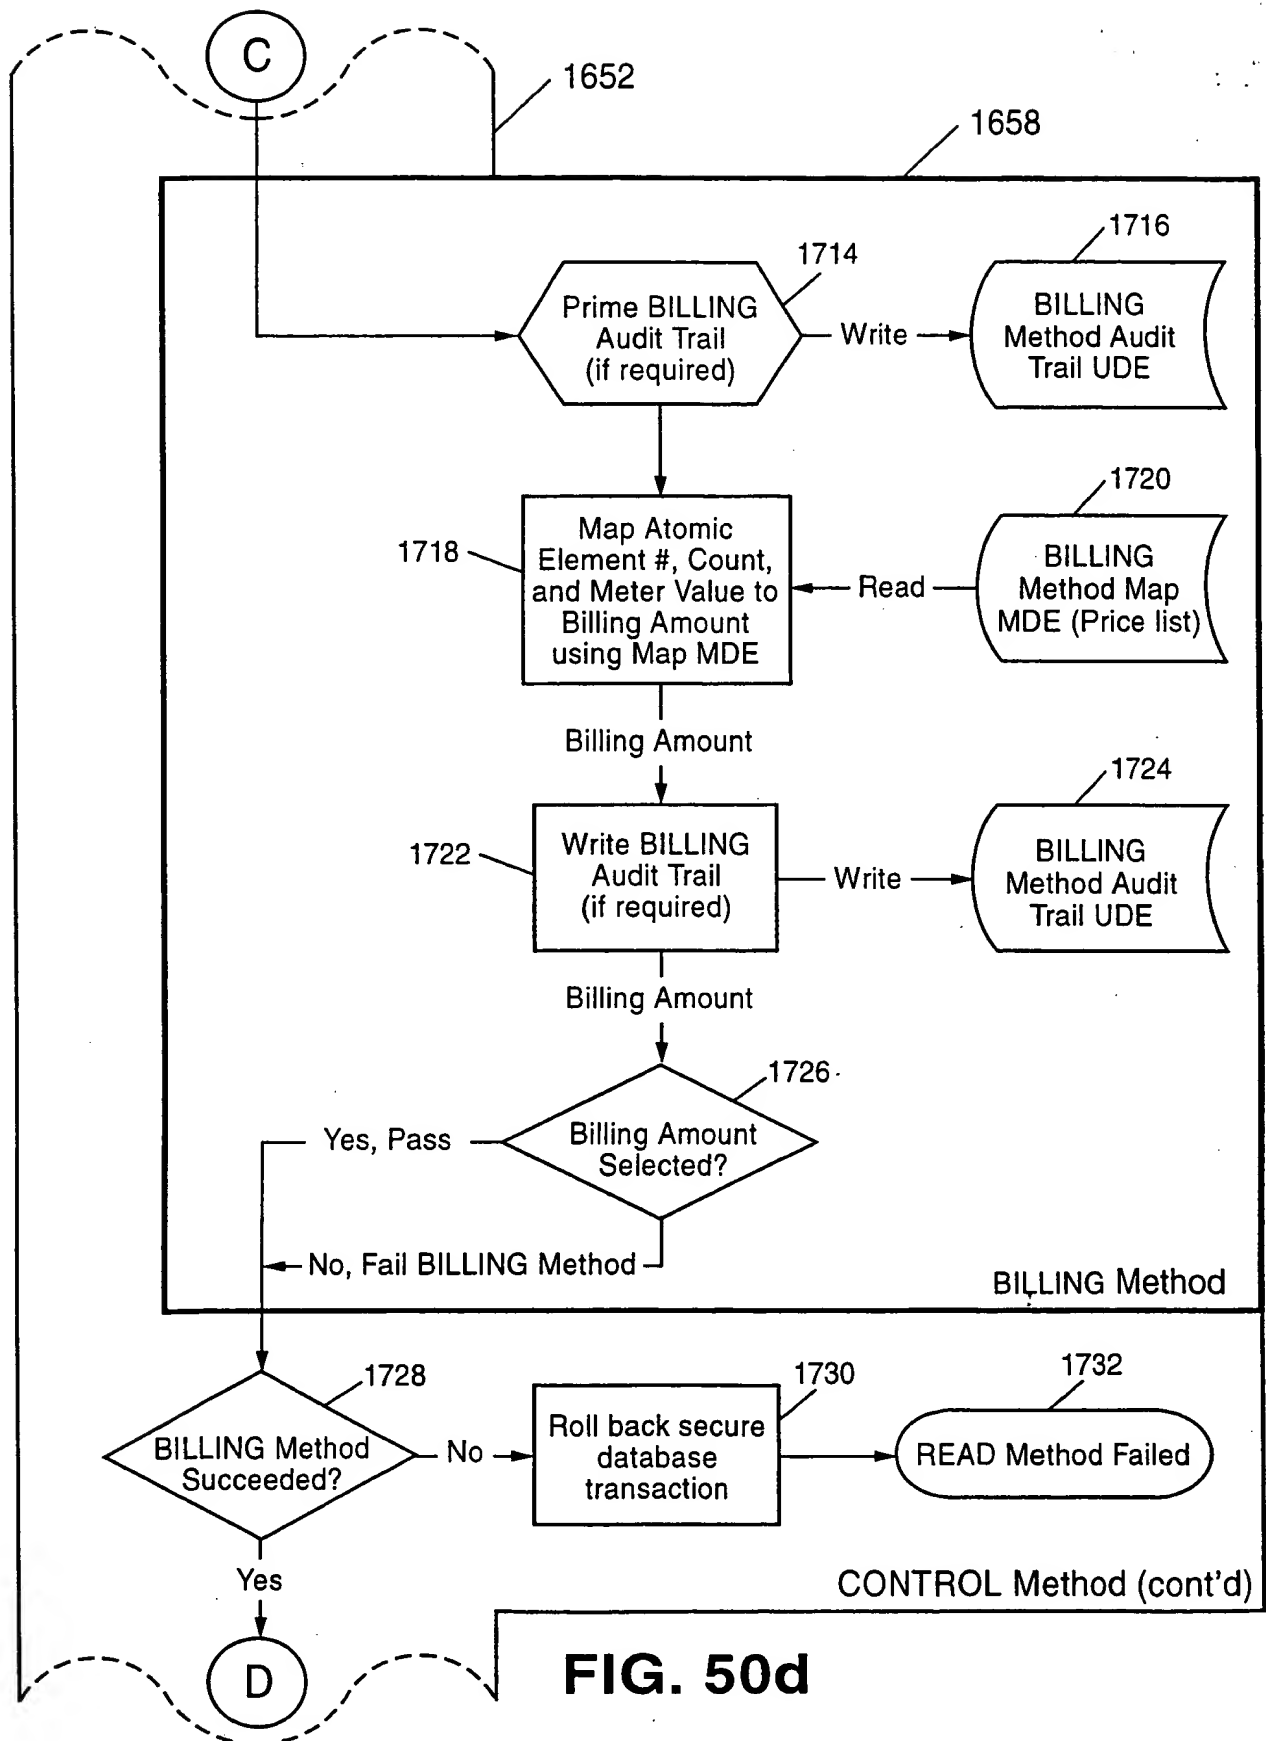 C
1652
1658
1714
1716
Prime BILLING
Audit Trail
(if required)
Write
BILLING
Method Audit
Trail UDE
1718
1720
Map Atomic
Element #, Count,
and Meter Value to
Billing Amount
using Map MDE
Read
BILLING
Method Map
MDE (Price list)
Billing Amount
1722
1724
Write BILLING
Audit Trail
(if required)
Write
BILLING
Method Audit
Trail UDE
Billing Amount
1726
Yes, Pass
Billing Amount
Selected?
No, Fail BILLING Method
BILLING Method
1728
1730
1732
BILLING Method
Succeeded?
No
Roll back secure
database
transaction
READ Method Failed
Yes
CONTROL Method (cont'd)
D
FIG. 50d